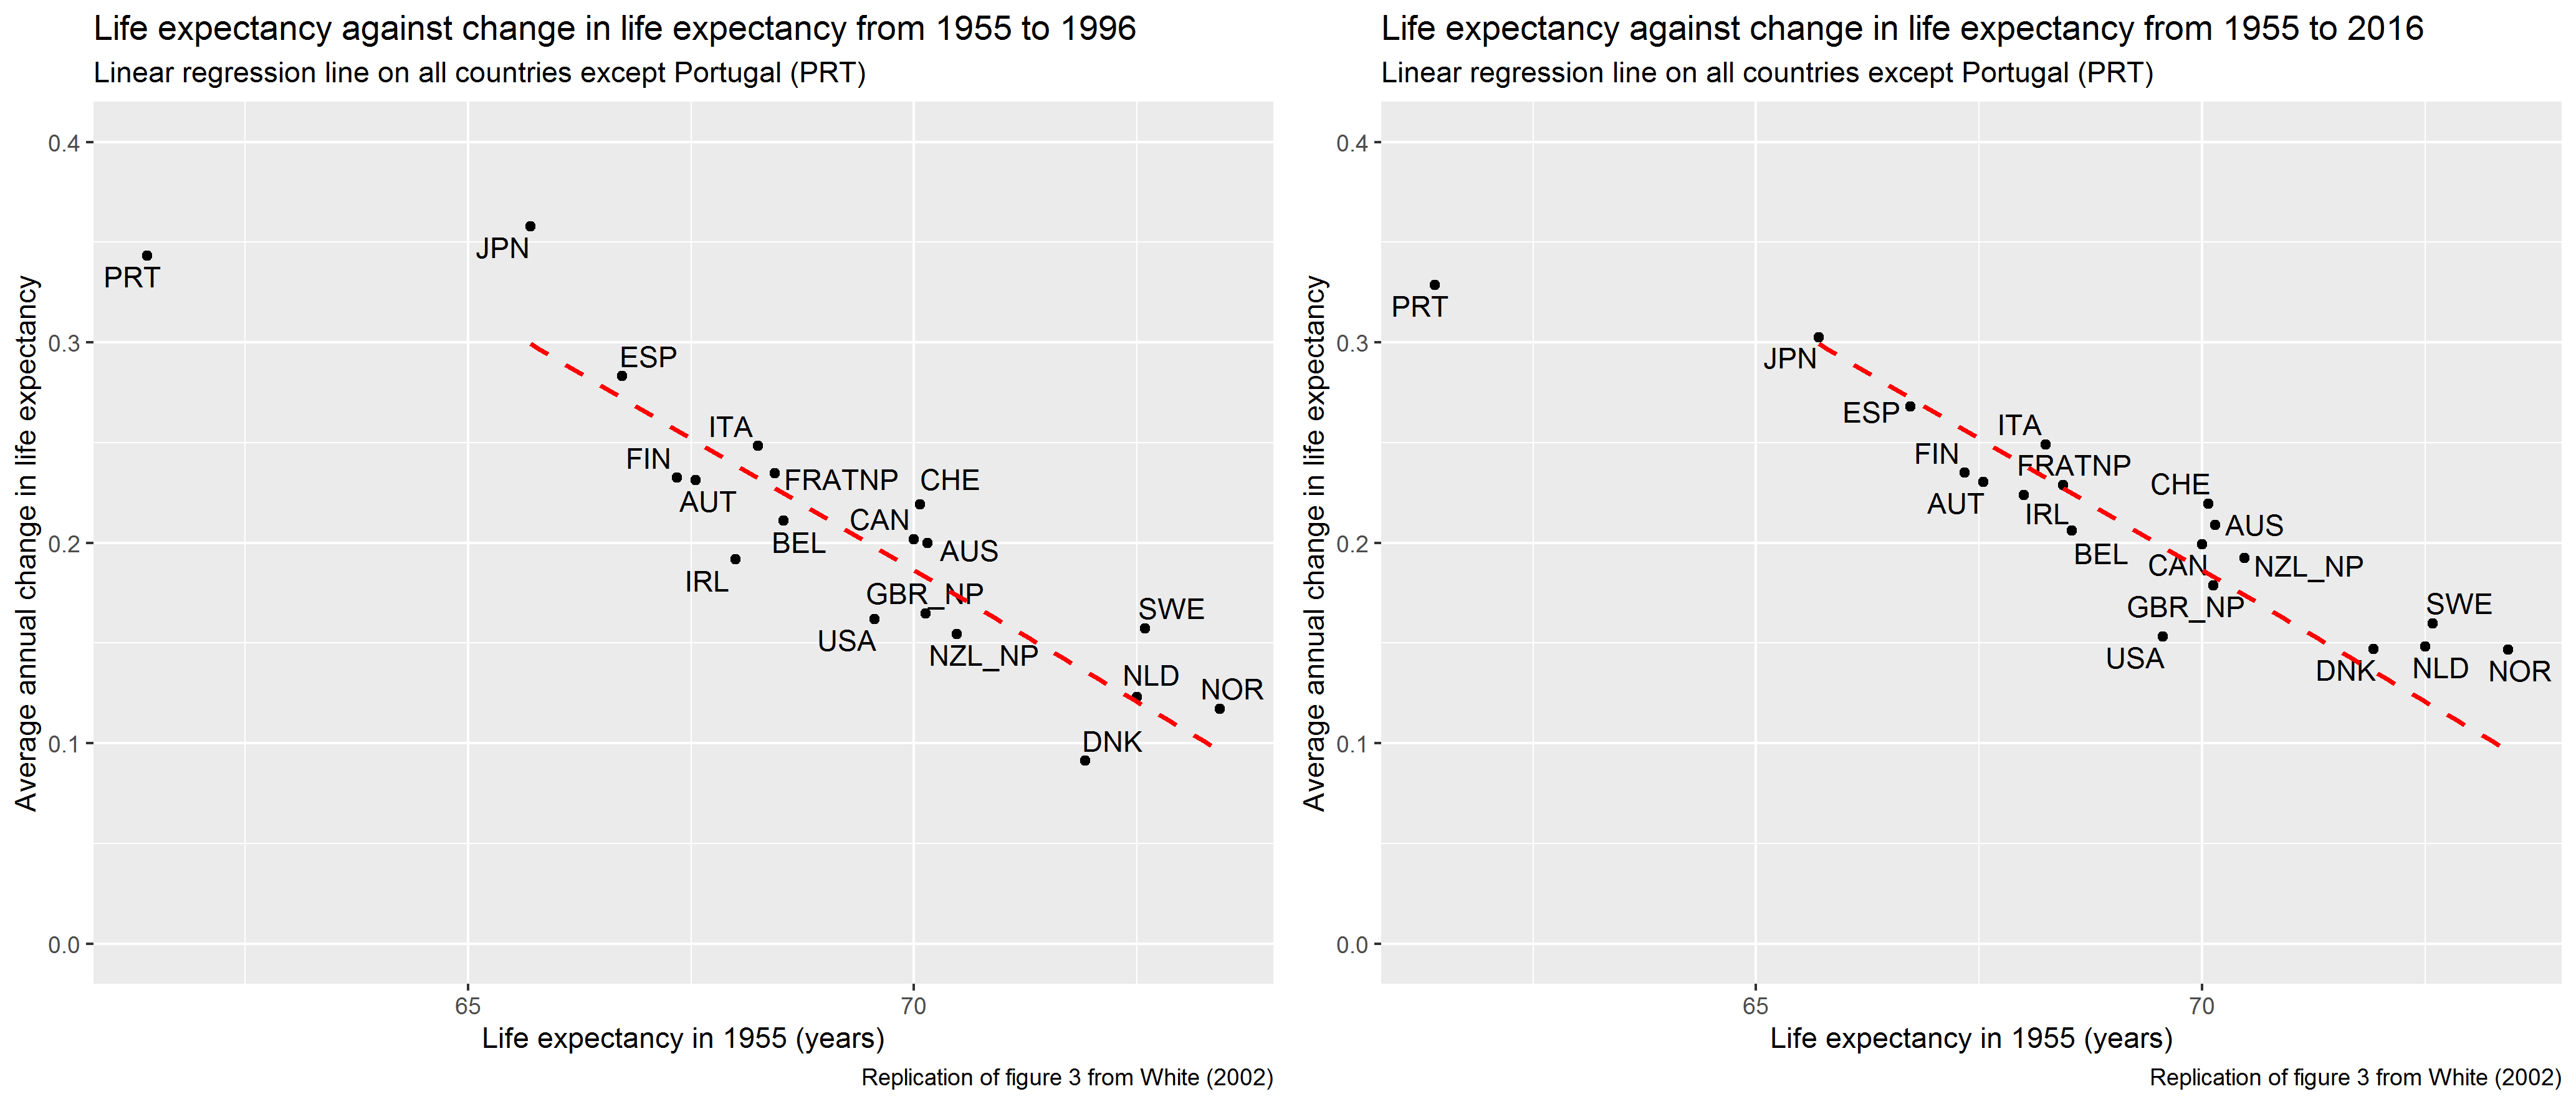 Life expectancy against change in life expectancy from 1955 to 1996
Linear regression line on all countries except Portugal (PRT)
Average annual change in life expectancy
0.4
0.3
0.2
0.1
0.0
JPN
PRT
ESP
ITA
FIN
FRATNP
CHE
AUT
CAN
BEL
AUS
IRL
GBR_NP
SWE
USA
NZL_NP
NLD
NOR
DNK
65
70
Life expectancy in 1955 (years)
Replication of figure 3 from White (2002)
Life expectancy against change in life expectancy from 1955 to 2016
Linear regression line on all countries except Portugal (PRT)
Average annual change in life expectancy
0.4
0.3
0.2
0.1
0.0
PRT
JPN
ESP
ITA
FIN
FRATNP
CHE
AUT
IRL
AUS
BEL
CAN
NZL_NP
GBR_NP
SWE
USA
DNK
NLD
NOR
65
70
Life expectancy in 1955 (years)
Replication of figure 3 from White (2002)